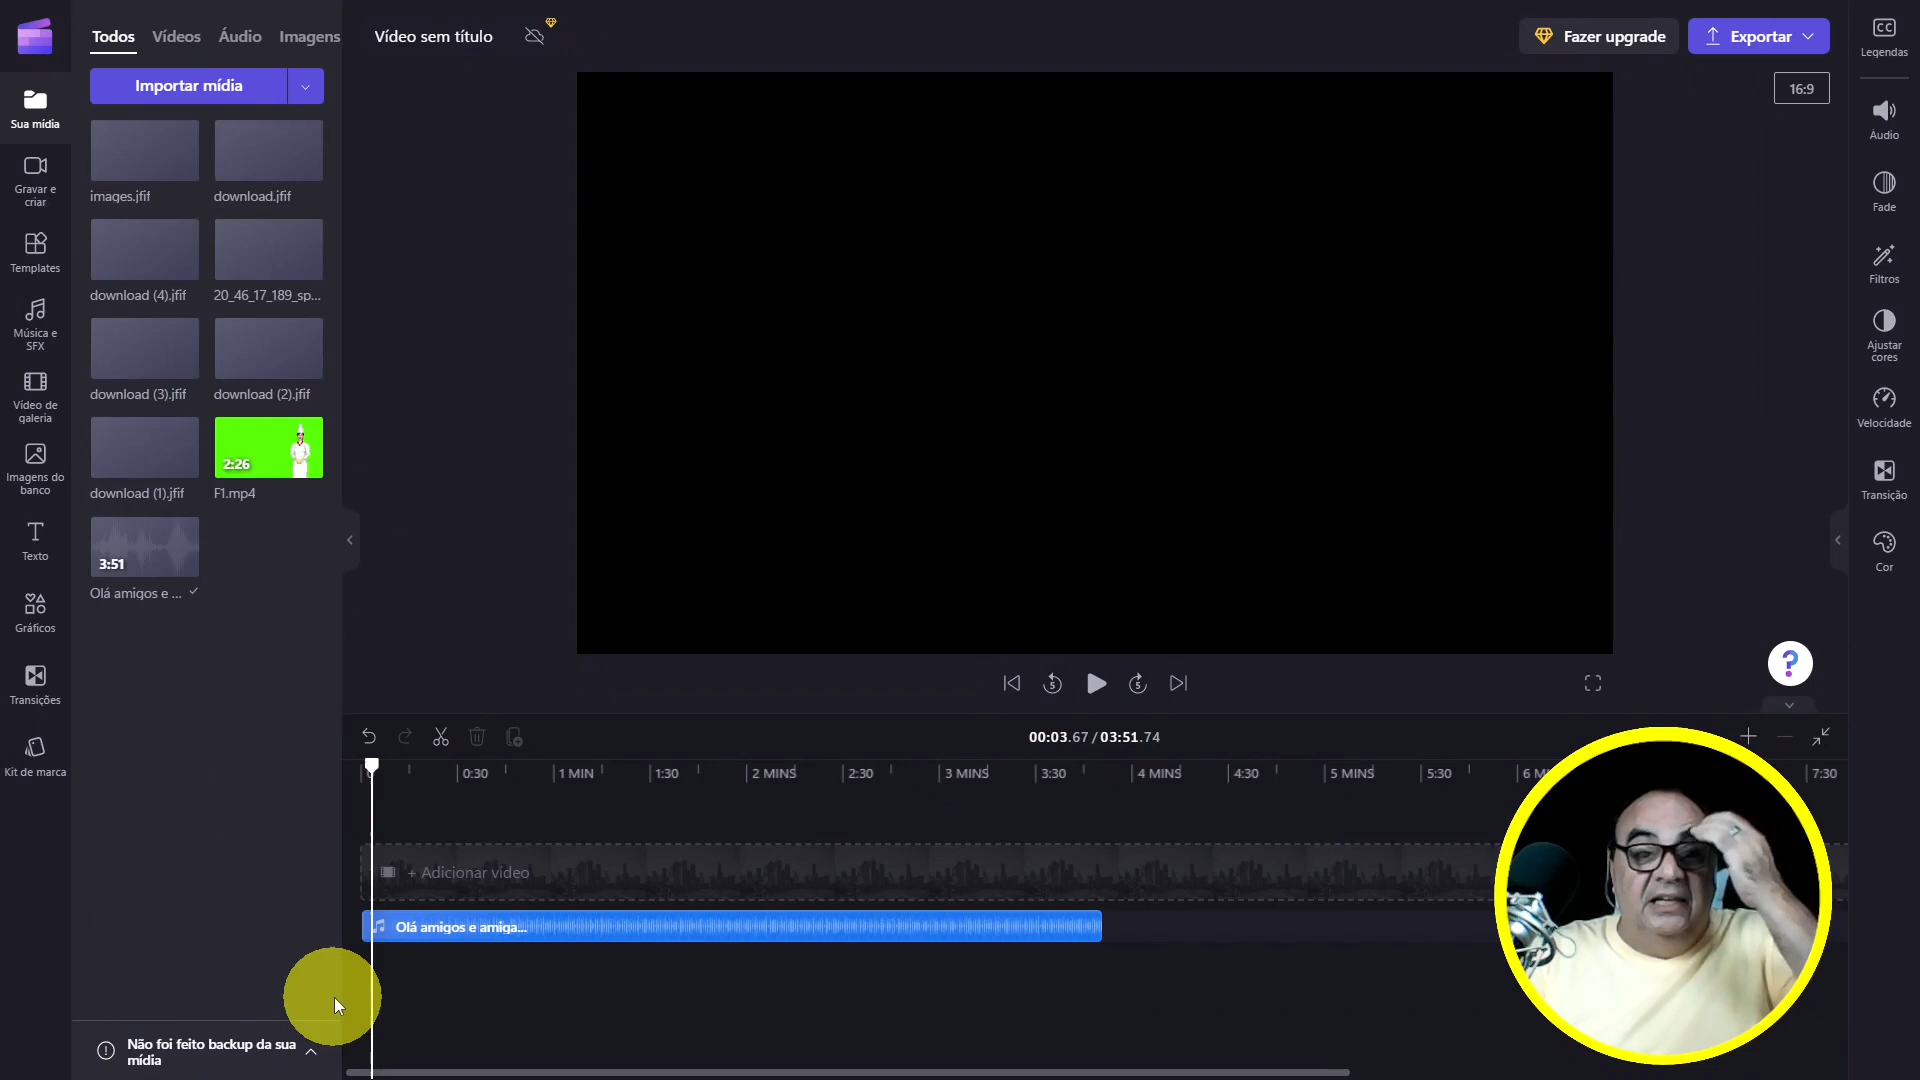 Todos Vídeos Áudio Imagens
Vídeo sem título
Fazer upgrade
Exportar
CC
Legendas
Importar mídia
16:9
Sua mídia
Áudio
images.jfif
download.jfif
Gravar e
criar
Fade
Templates
Filtros
download (4).jfif
20_46_17_189_sp...
Música e
SFX
Ajustar
cores
download (3).jfif
download (2).jfif
Vídeo de
galeria
Velocidade
2:26
Imagens do
banco
download (1).jfif
F1.mp4
Transição
Texto
3:51
Cor
Olá amigos e ...
Gráficos
5
5
?
Transições
00:03.67 / 03:51.74
Kit de marca
0:30 1 MIN 1:30 2 MINS 2:30 3 MINS 3:30 4 MINS 4:30 5 MINS 5:30 7:30
+ Adicionar vídeo
Olá amigos e amiga...
Não foi feito backup da sua
mídia